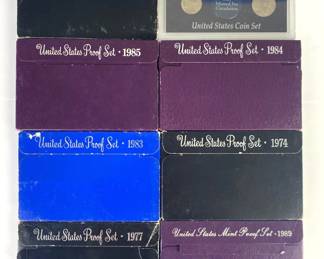 United States Coin Set
United States Proof Set · 1985
United States Proof Set · 1984
United States Proof Set · 1983
United States Proof Set · 1974
United States Proof Set · 1977
United States Mint Proof Set · 1989